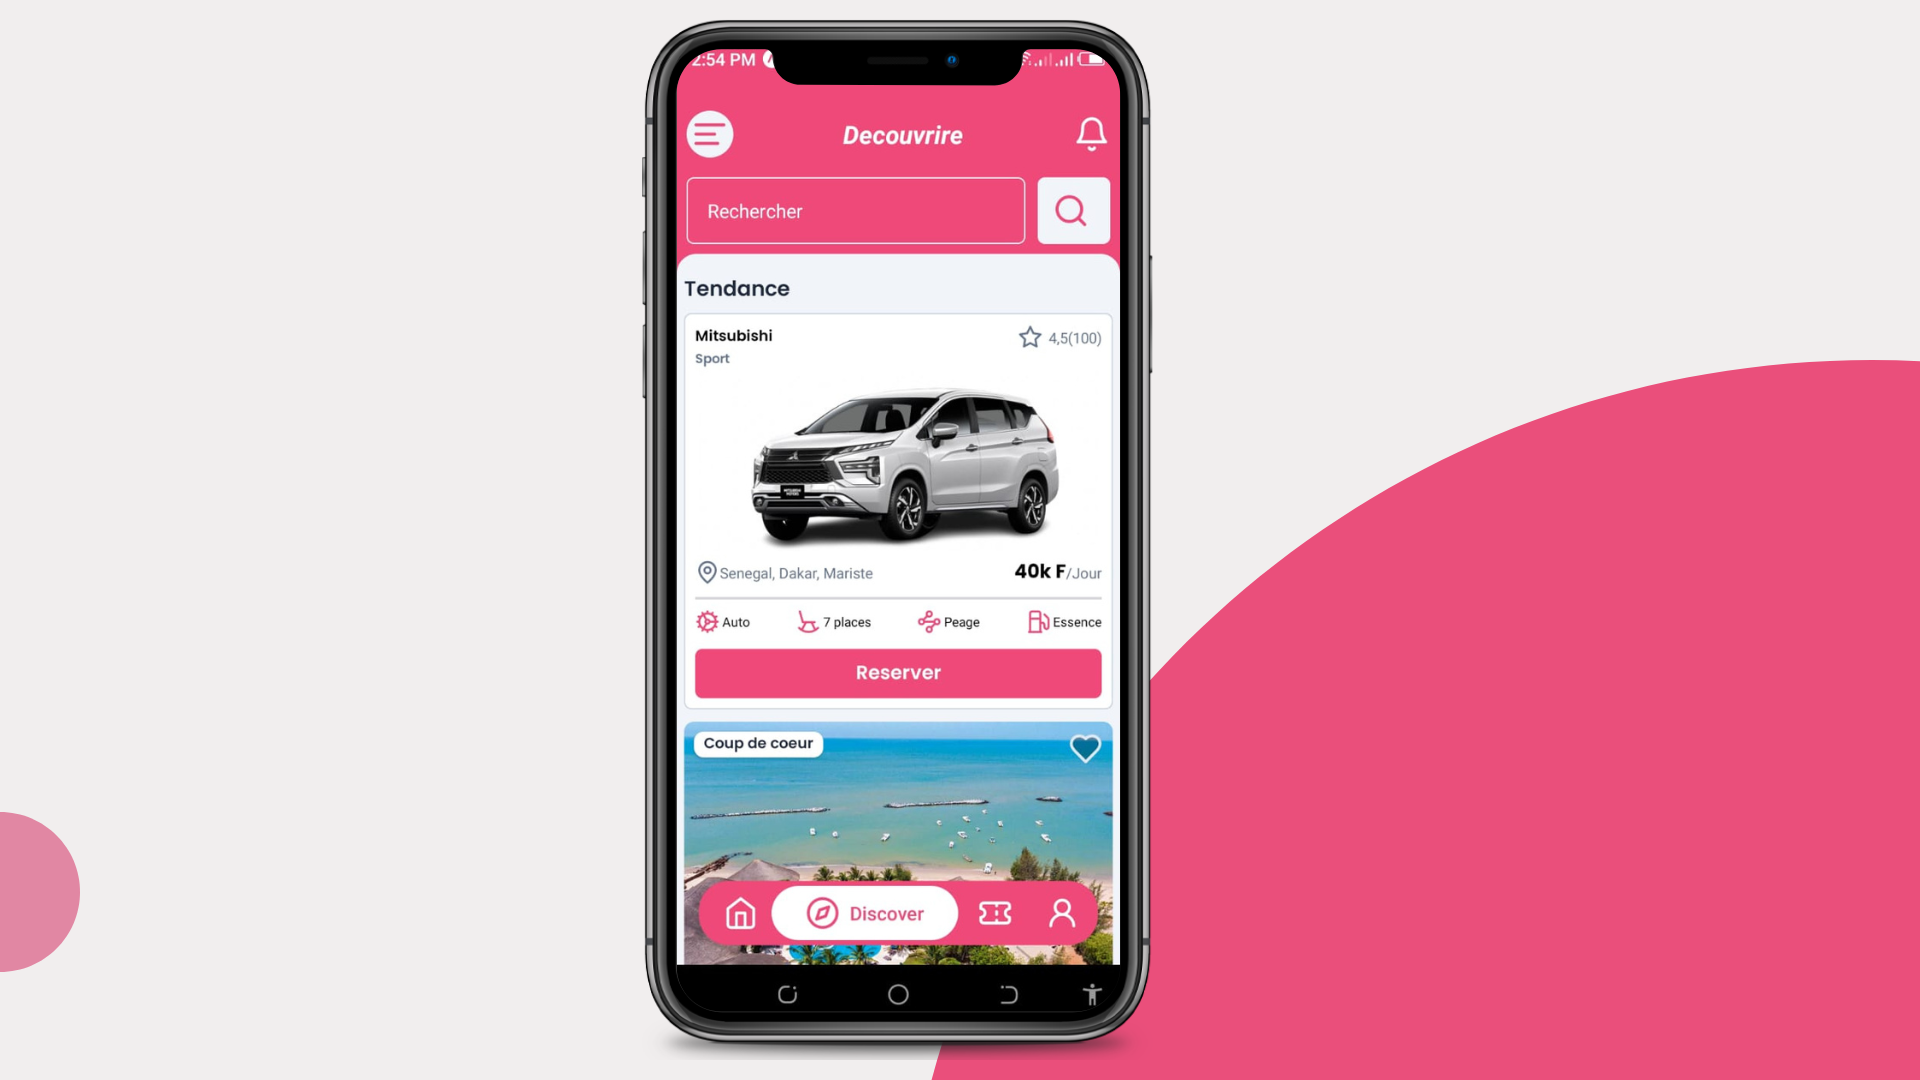 2:54 PM
Decouvrire
Rechercher
Tendance
Mitsubishi
4,5(100)
Sport
Senegal, Dakar, Mariste
40k F/Jour
Auto
7 places
Peage
Essence
Reserver
Coup de coeur
Discover